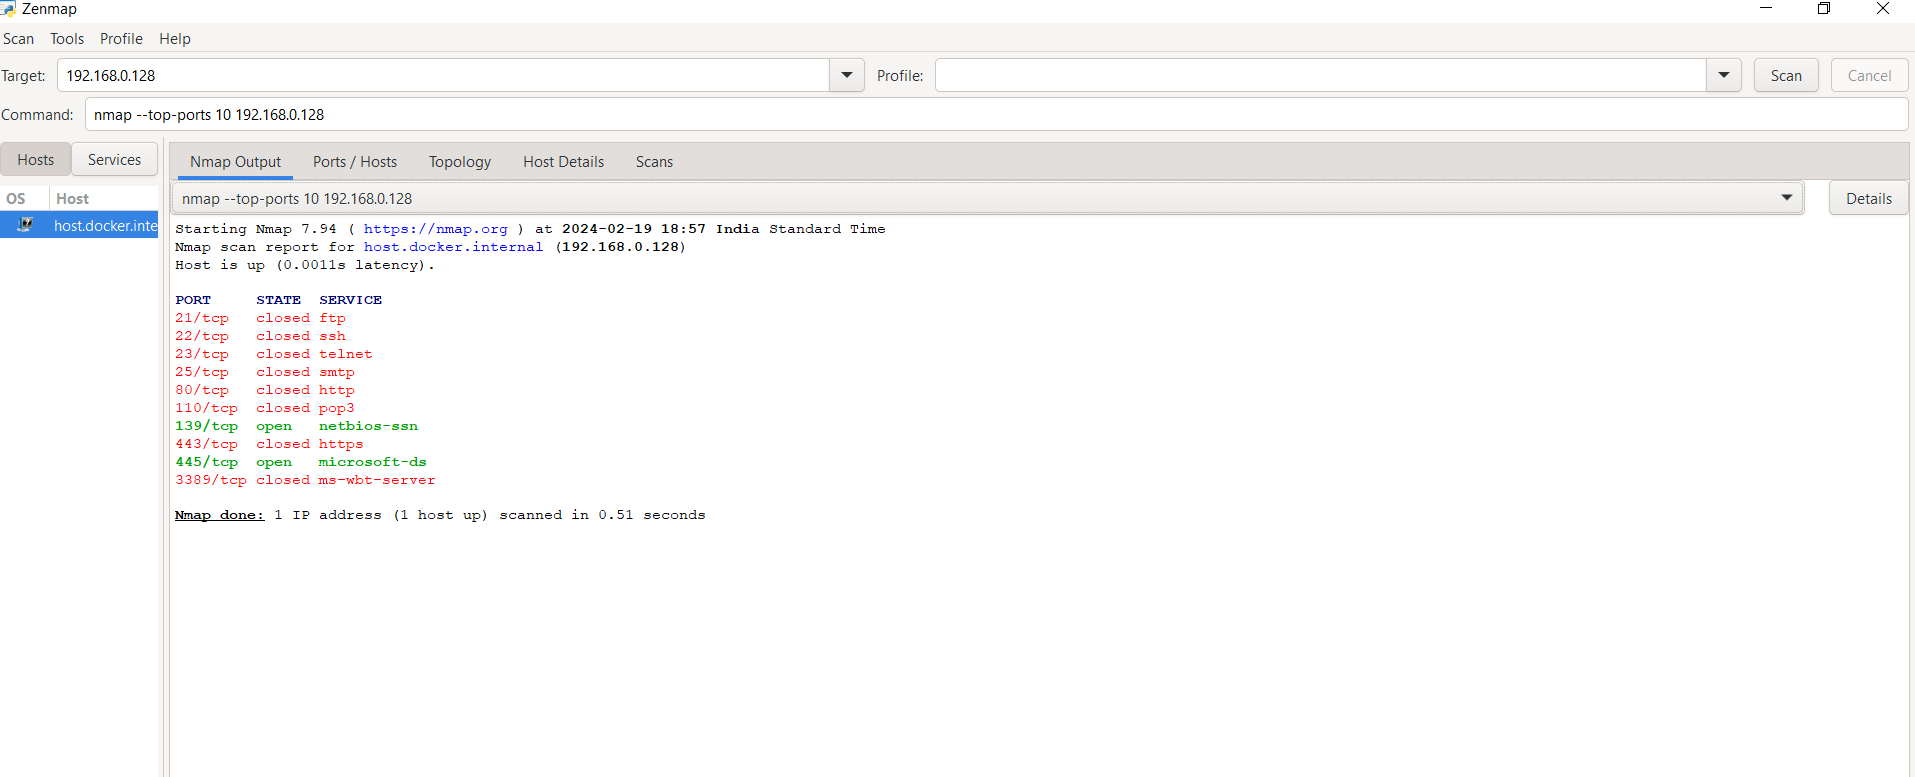 Zenmap
Scan Tools Profile Help
Target: 192.168.0.128 Profile: Scan Cancel
Command: nmap --top-ports 10 192.168.0.128
Hosts Services Nmap Output Ports / Hosts Topology Host Details Scans
OS Host nmap --top-ports 10 192.168.0.128 Details
host.docker.inte
Starting Nmap 7.94 ( https://nmap.org ) at 2024-02-19 18:57 India Standard Time
Nmap scan report for host.docker.internal (192.168.0.128)
Host is up (0.0011s latency).
PORT STATE SERVICE
21/tcp closed ftp
22/tcp closed ssh
23/tcp closed telnet
25/tcp closed smtp
80/tcp closed http
110/tcp closed pop3
139/tcp open netbios-ssn
443/tcp closed https
445/tcp open microsoft-ds
3389/tcp closed ms-wbt-server
Nmap done: 1 IP address (1 host up) scanned in 0.51 seconds